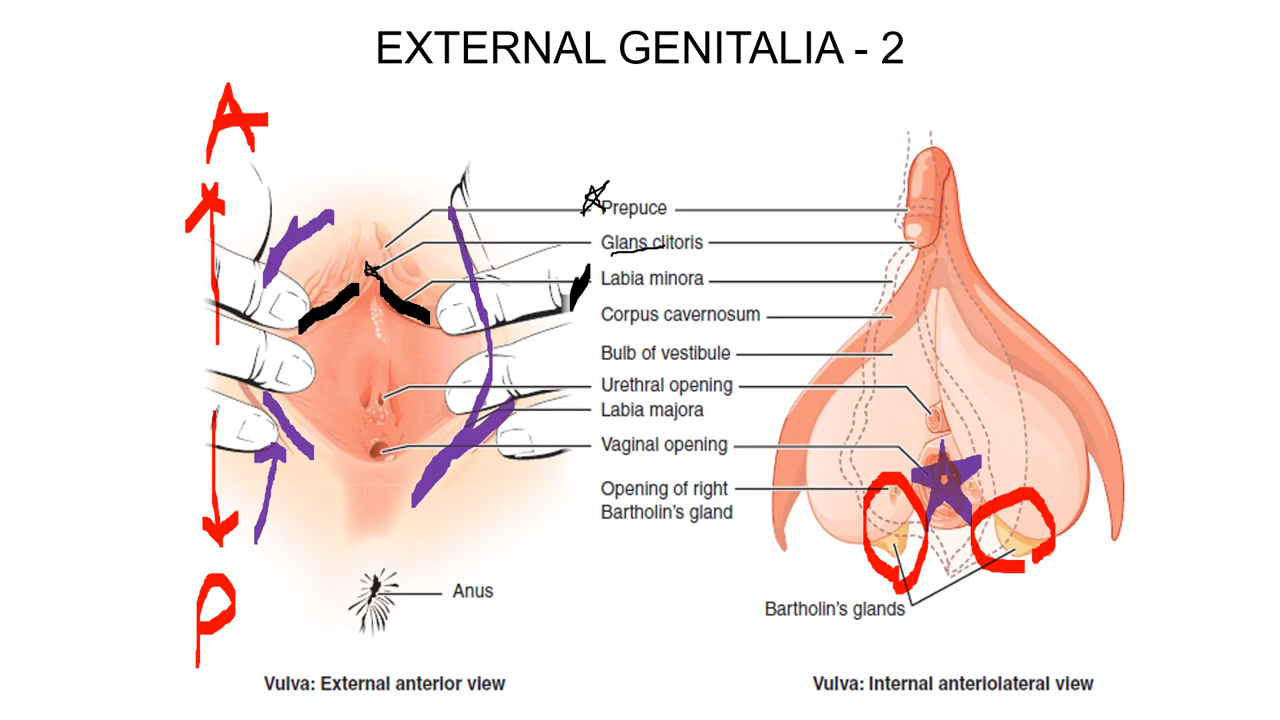 EXTERNAL GENITALIA - 2
A
Prepuce
Glans clitoris
Labia minora
Corpus cavernosum
Bulb of vestibule
Urethral opening
Labia majora
Vaginal opening
Opening of right
Bartholin's gland
Anus
Bartholin's glands
P
Vulva: External anterior view
Vulva: Internal anteriolateral view